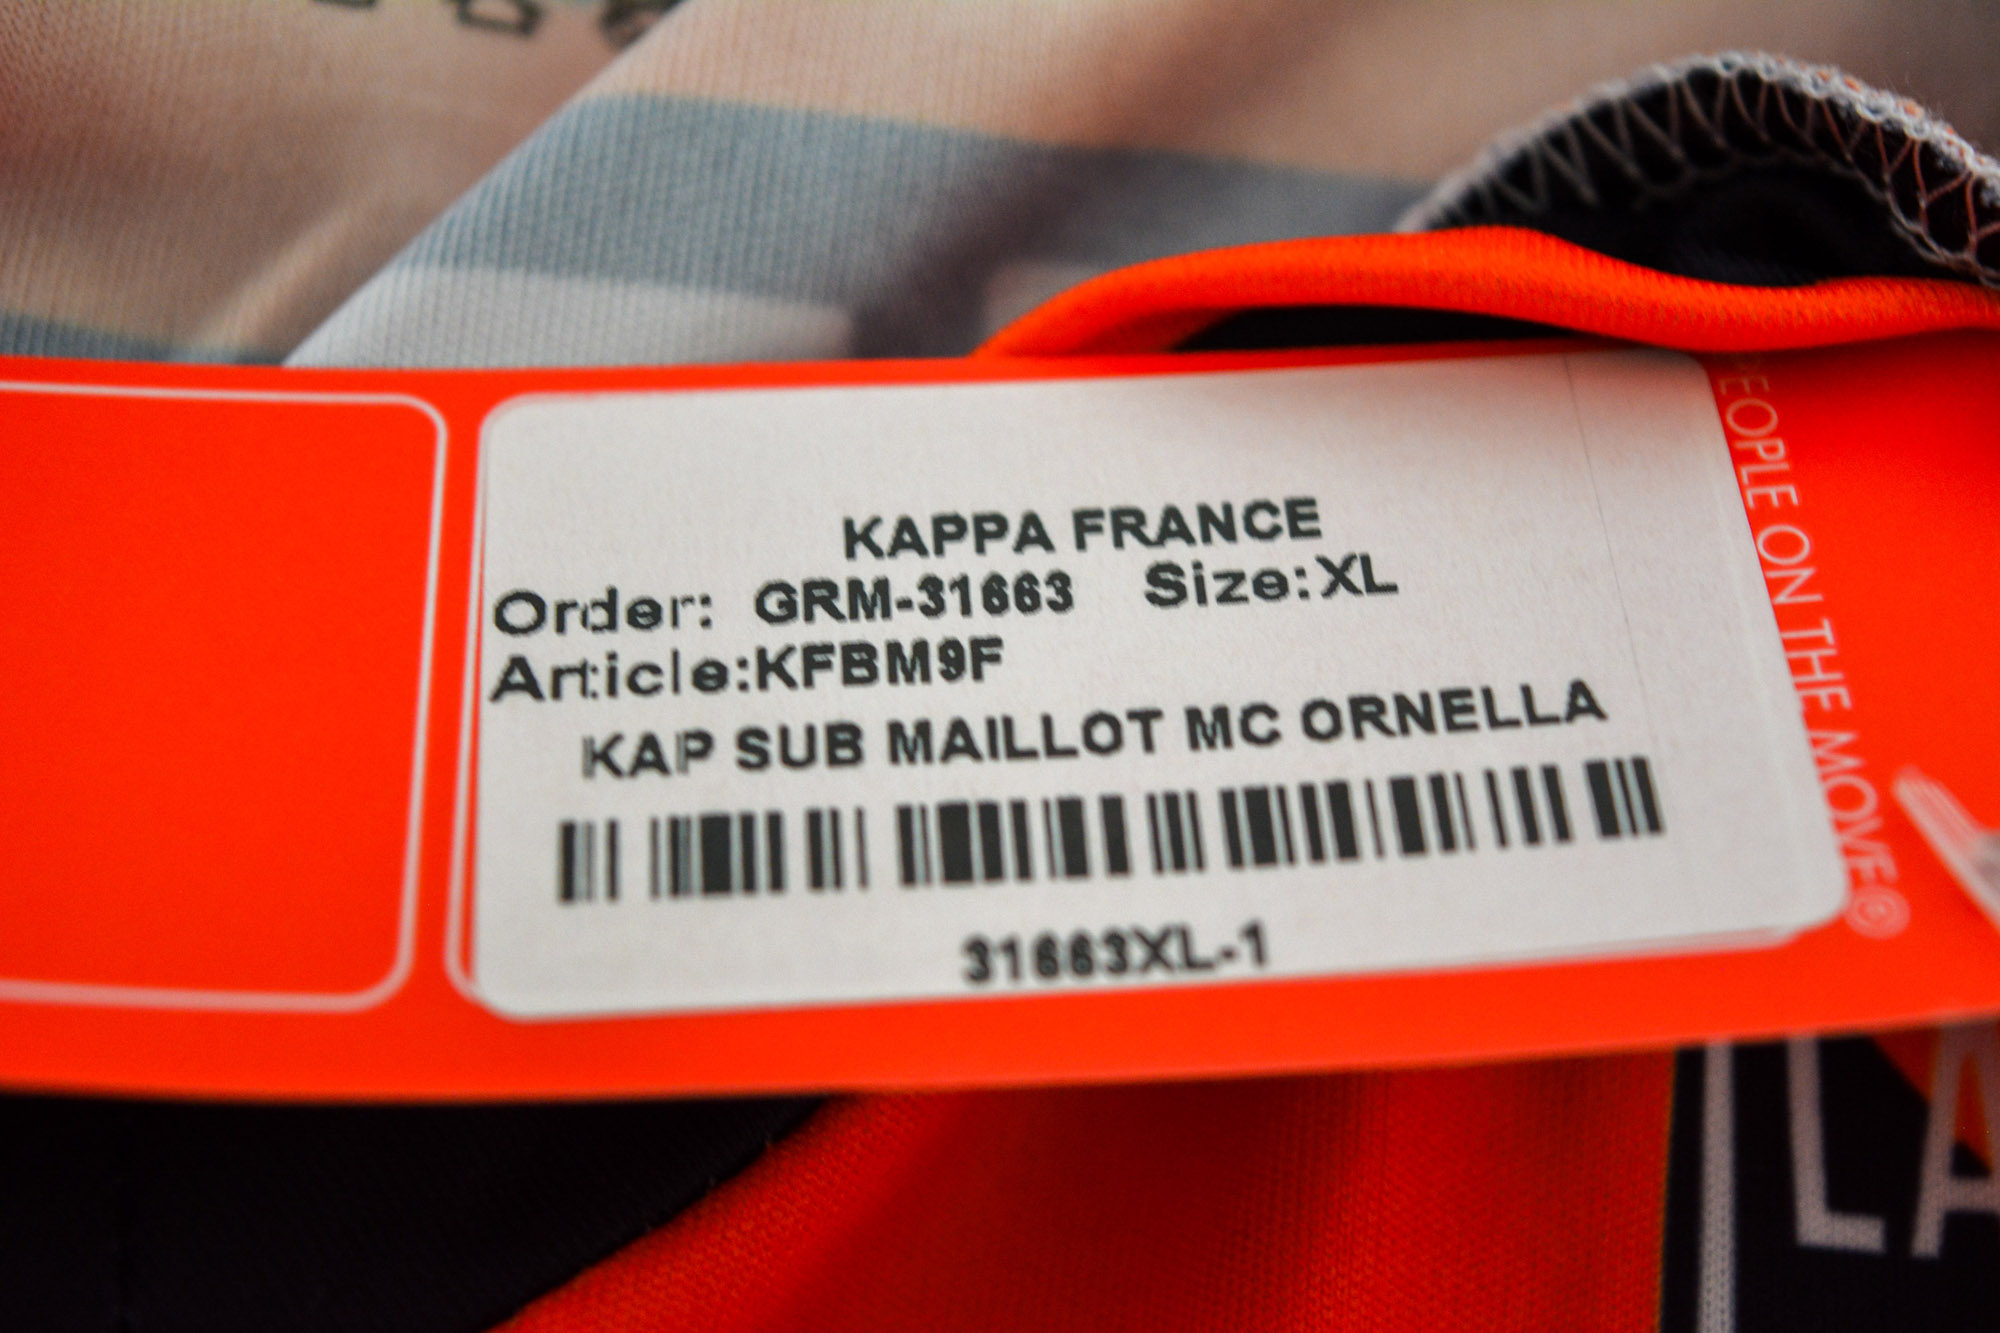 KAPPA FRANCE
Order: GRM-31663 Size:XL
Article:KFBM9F
KAP SUB MAILLOT MC ORNELLA
31663XL-1
PEOPLE ON THE MOVE®
LA